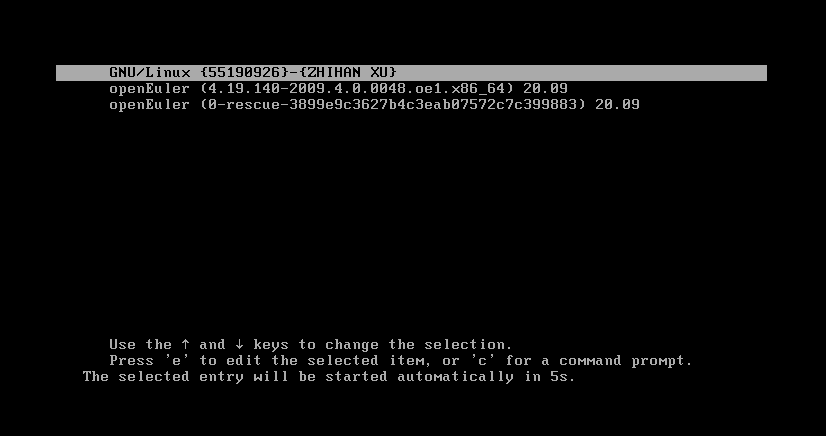 GNU/Linux {55190926}-{ZHIHAN XU}
openEuler (4.19.140-2009.4.0.0048.oe1.x86_64) 20.09
openEuler (0-rescue-3899e9c3627b4c3eab07572c7c399883) 20.09
Use the ↑ and ↓ keys to change the selection.
Press 'e' to edit the selected item, or 'c' for a command prompt.
The selected entry will be started automatically in 5s.